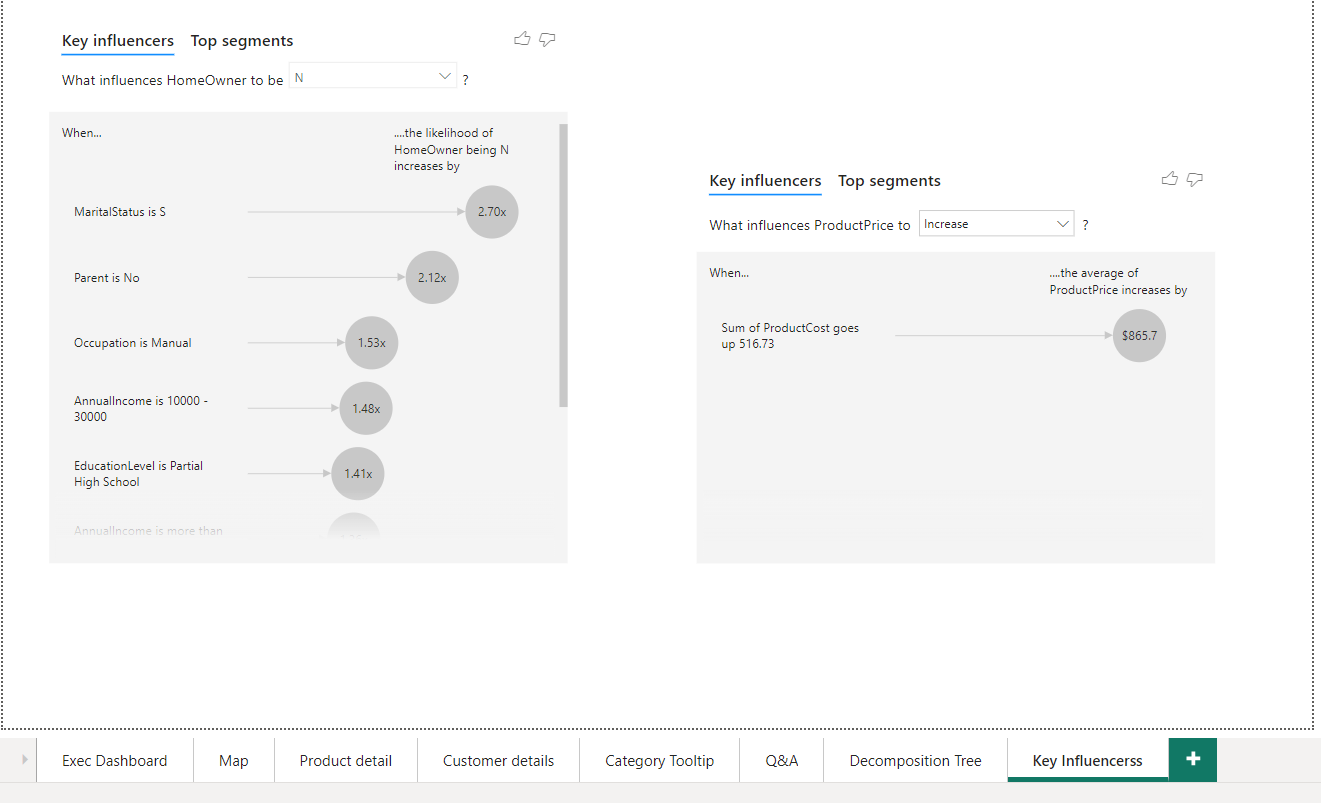 Key influencers Top segments
What influences HomeOwner to be N ?
When...
....the likelihood of
HomeOwner being N
increases by
MaritalStatus is S 2.70x
Parent is No 2.12x
Occupation is Manual 1.53x
AnnualIncome is 10000 -
30000
1.48x
EducationLevel is Partial
High School
1.41x
AnnualIncome is more than
Key influencers Top segments
What influences ProductPrice to Increase ?
When...
....the average of
ProductPrice increases by
Sum of ProductCost goes
up 516.73
$865.7
Exec Dashboard Map Product detail Customer details Category Tooltip Q&A Decomposition Tree Key Influencerss +